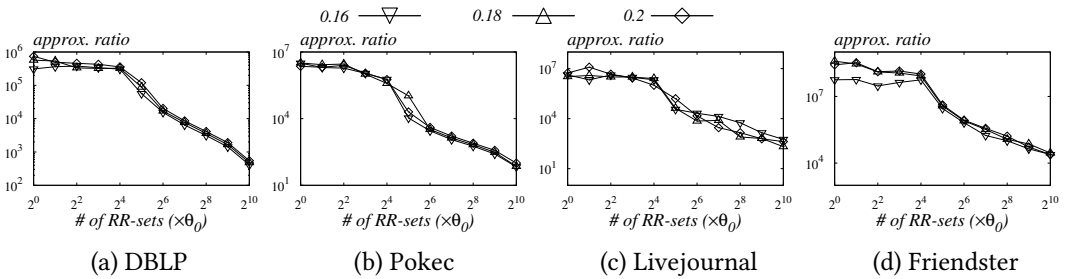 0.16 0.18 0.2
approx. ratio
10^6
10^5
10^4
10^3
10^2
2^0 2^2 2^4 2^6 2^8 2^10
# of RR-sets (×θ_0)
(a) DBLP
approx. ratio
10^7
10^4
10^1
2^0 2^2 2^4 2^6 2^8 2^10
# of RR-sets (×θ_0)
(b) Pokec
approx. ratio
10^7
10^4
10^1
2^0 2^2 2^4 2^6 2^8 2^10
# of RR-sets (×θ_0)
(c) Livejournal
approx. ratio
10^7
10^4
2^0 2^2 2^4 2^6 2^8 2^10
# of RR-sets (×θ_0)
(d) Friendster